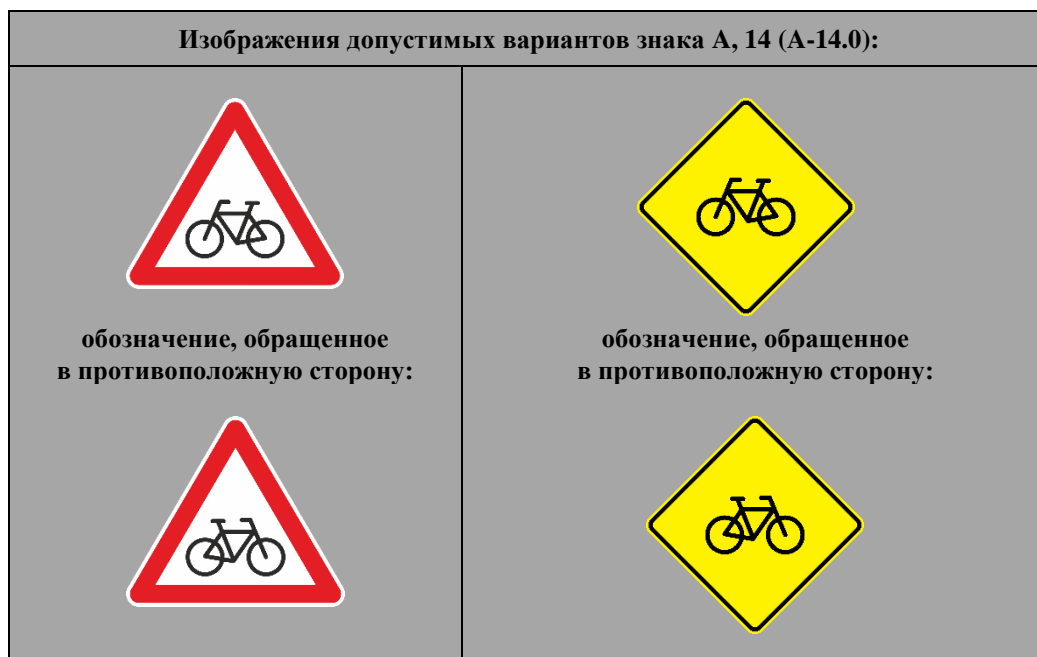 Изображения допустимых вариантов знака A, 14 (A-14.0):
обозначение, обращенное
в противоположную сторону:
обозначение, обращенное
в противоположную сторону: